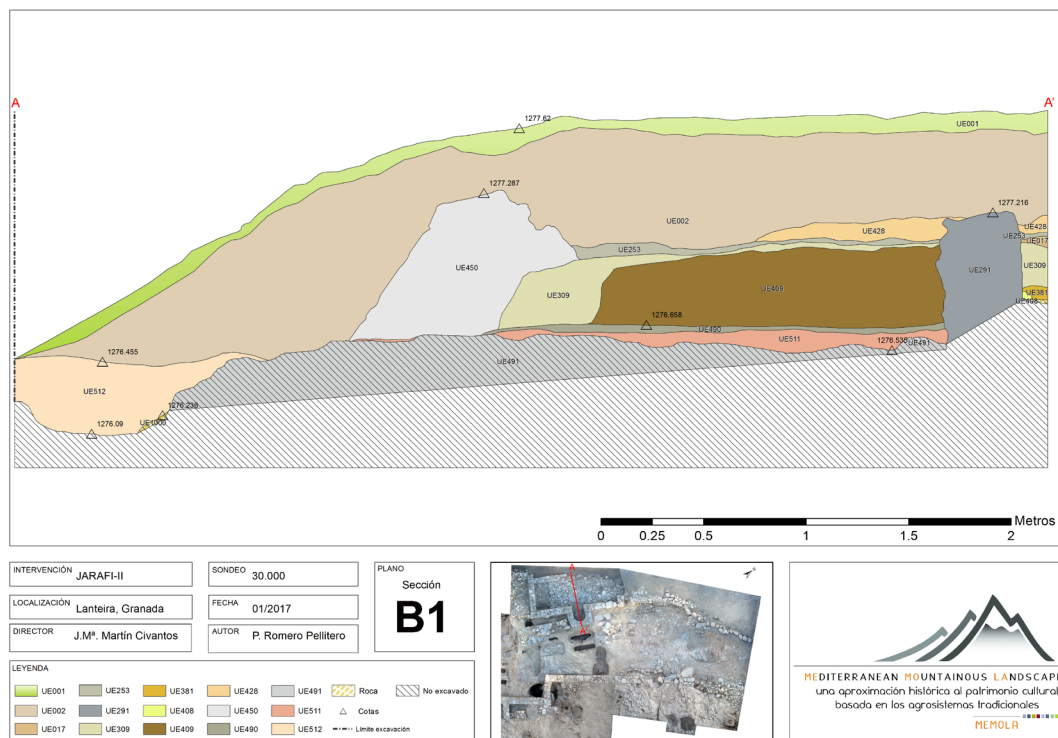 A
A'
1277.62
UE001
1277.287
1277.216
UE002
UE428
UE428
UE253
UE253
UE017
UE450
UE291
UE309
UE309
UE409
UE381
UE498
1276.658
UE490
1276.455
UE511
1276.535
UE491
UE491
UE512
1276.236
UE1000
1276.09
Metros
0 0.25 0.5 1 1.5 2
INTERVENCIÓN JARAFI-II
SONDEO 30.000
PLANO
Sección
B1
LOCALIZACIÓN Lanteira, Granada
FECHA 01/2017
DIRECTOR J.Mª. Martín Civantos
AUTOR P. Romero Pellitero
LEYENDA
UE001 UE253 UE381 UE428 UE491 Roca No excavado
UE002 UE291 UE408 UE450 UE511 Cotas
UE017 UE309 UE409 UE490 UE512 Límite excavación
A
A'
MEDITERRANEAN MOUNTAINOUS LANDSCAPE
una aproximación histórica al patrimonio cultural
basada en los agrosistemas tradicionales
MEMOLA